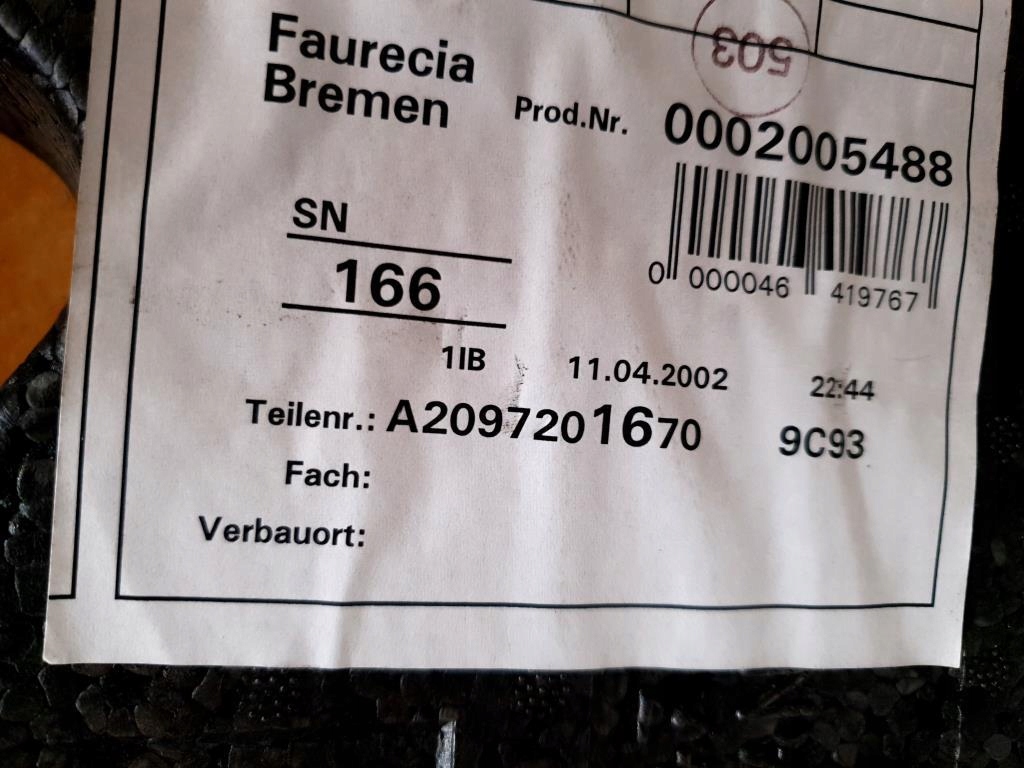 503
Faurecia
Bremen
Prod.Nr. 0002005488
SN
166
0 000046 419767
1IB 11.04.2002 22:44
Teilenr.: A2097201670 9C93
Fach:
Verbauort: